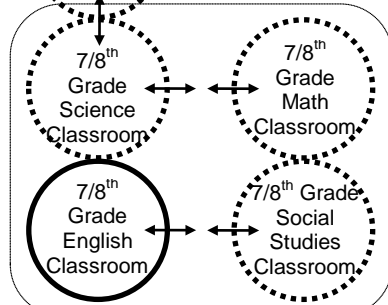 7/8th
Grade
Science
Classroom
7/8th
Grade
Math
Classroom
7/8th
Grade
English
Classroom
7/8th Grade
Social
Studies
Classroom